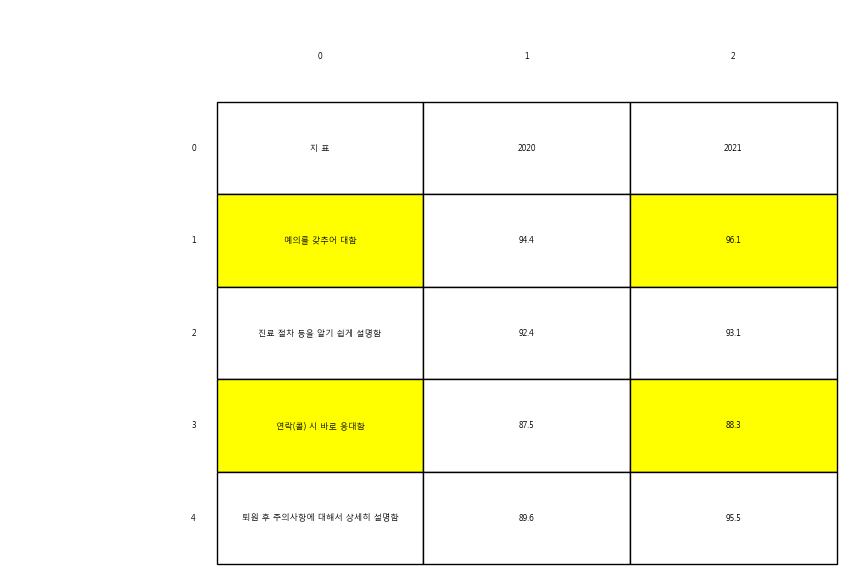 0 1 2
0 지 표 2020 2021
1 예의를 갖추어 대함 94.4 96.1
2 진료 절차 등을 알기 쉽게 설명함 92.4 93.1
3 연락(콜) 시 바로 응대함 87.5 88.3
4 퇴원 후 주의사항에 대해서 상세히 설명함 89.6 95.5